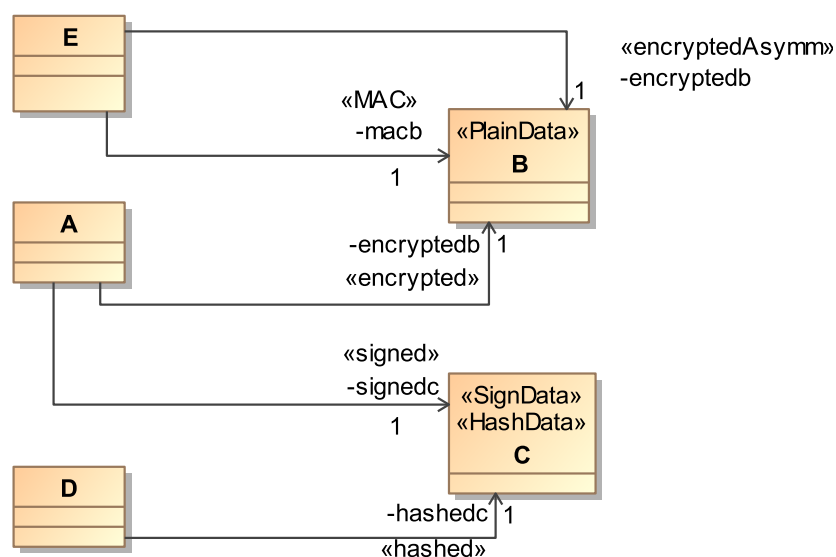 E
«encryptedAsymm»
-encryptedb
1
«MAC»
-macb
1
«PlainData»
B
A
-encryptedb
1
«encrypted»
«signed»
-signedc
1
«SignData»
«HashData»
C
D
-hashedc
1
«hashed»